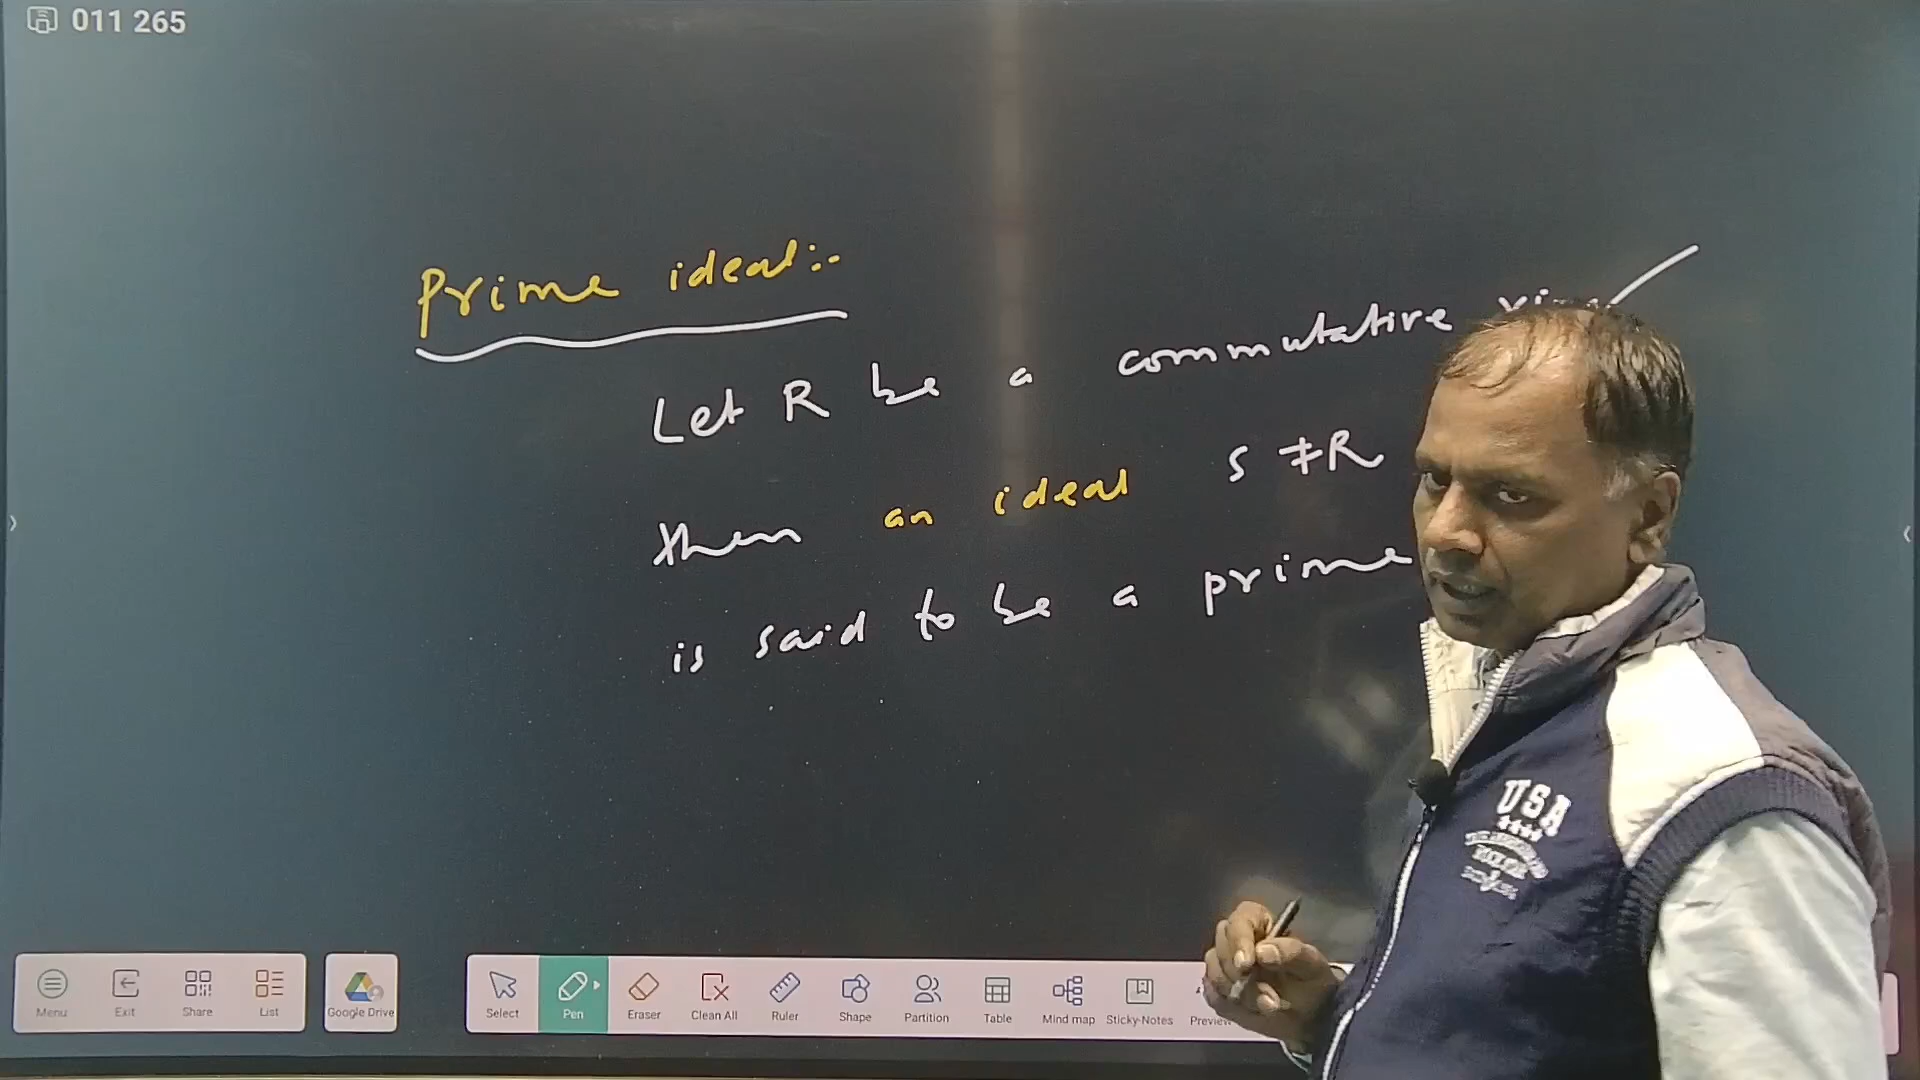 011 265
Prime ideal:-
Let R be a commutative
then an ideal S ≠ R
is said to be a prime
USA
Menu Exit Share List Google Drive Select Pen Eraser Clean All Ruler Shape Partition Table Mind map Sticky-Notes